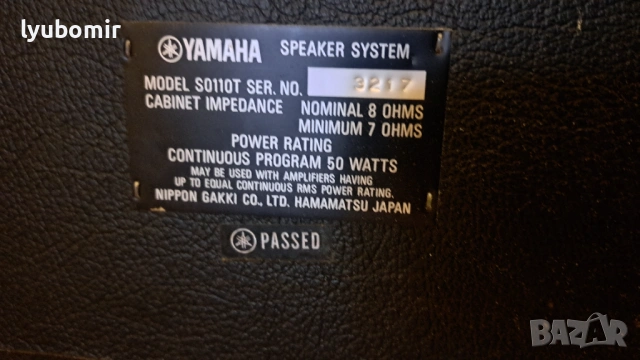 lyubomir
YAMAHA SPEAKER SYSTEM
MODEL S0110T SER. NO. 3217
CABINET IMPEDANCE NOMINAL 8 OHMS
MINIMUM 7 OHMS
POWER RATING
CONTINUOUS PROGRAM 50 WATTS
MAY BE USED WITH AMPLIFIERS HAVING
UP TO EQUAL CONTINUOUS RMS POWER RATING.
NIPPON GAKKI CO., LTD. HAMAMATSU JAPAN
PASSED
BAZAR